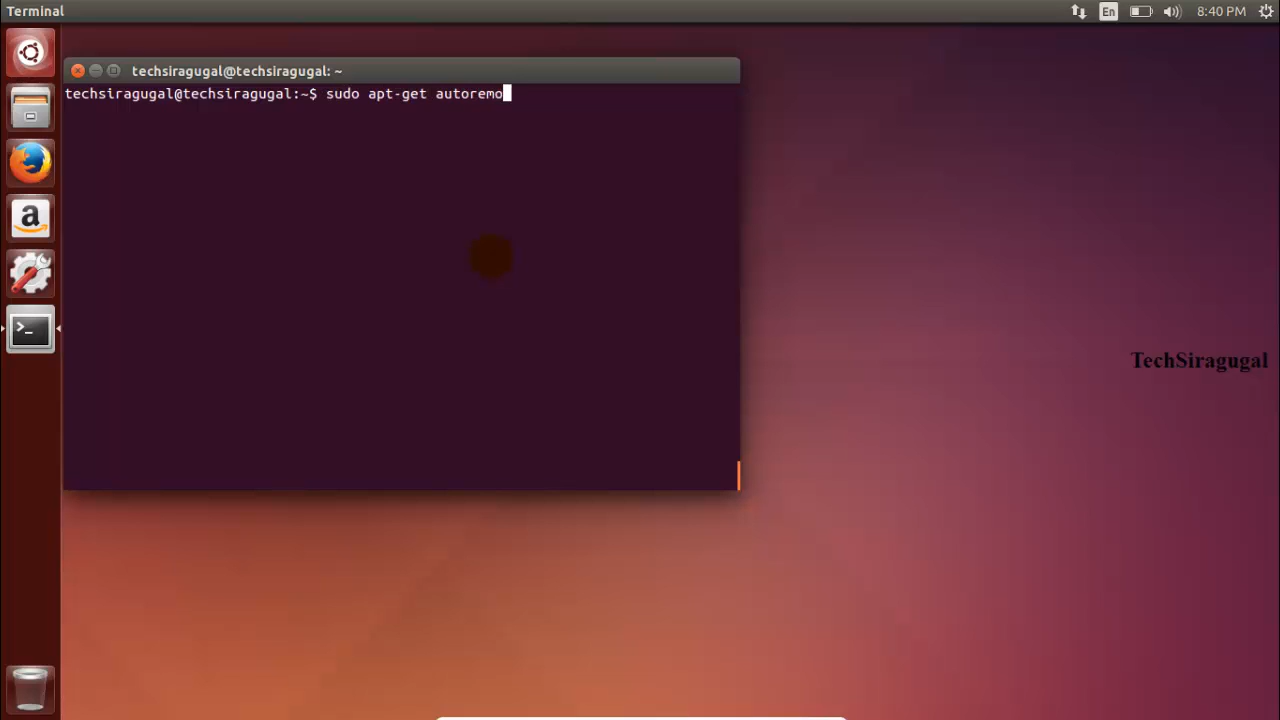 Terminal
En
8:40 PM
techsiragugal@techsiragugal: ~
techsiragugal@techsiragugal:~$ sudo apt-get autoremo
a
>_
TechSiragugal